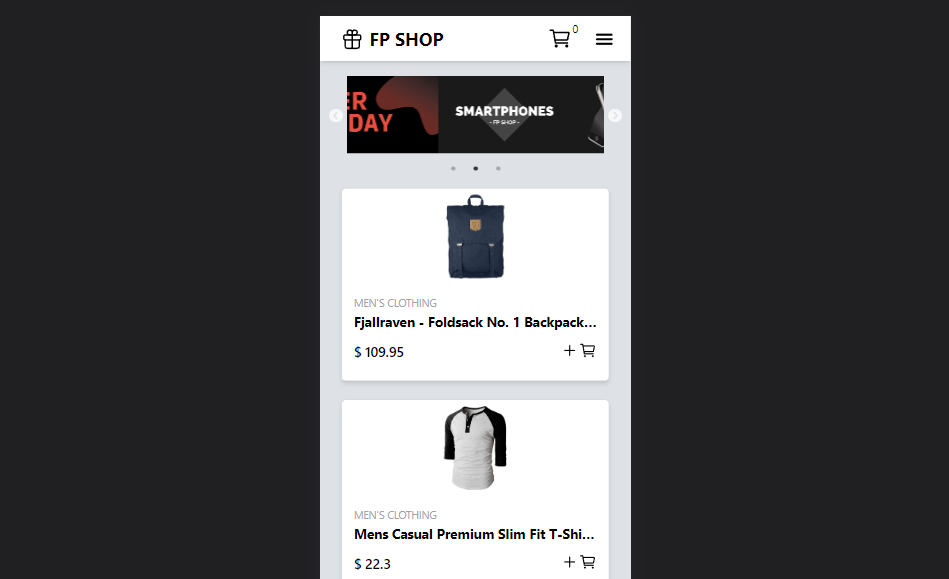 FP SHOP
0
ER
DAY
SMARTPHONES
- FP SHOP -
MEN'S CLOTHING
Fjallraven - Foldsack No. 1 Backpack...
$ 109.95
MEN'S CLOTHING
Mens Casual Premium Slim Fit T-Shi...
$ 22.3